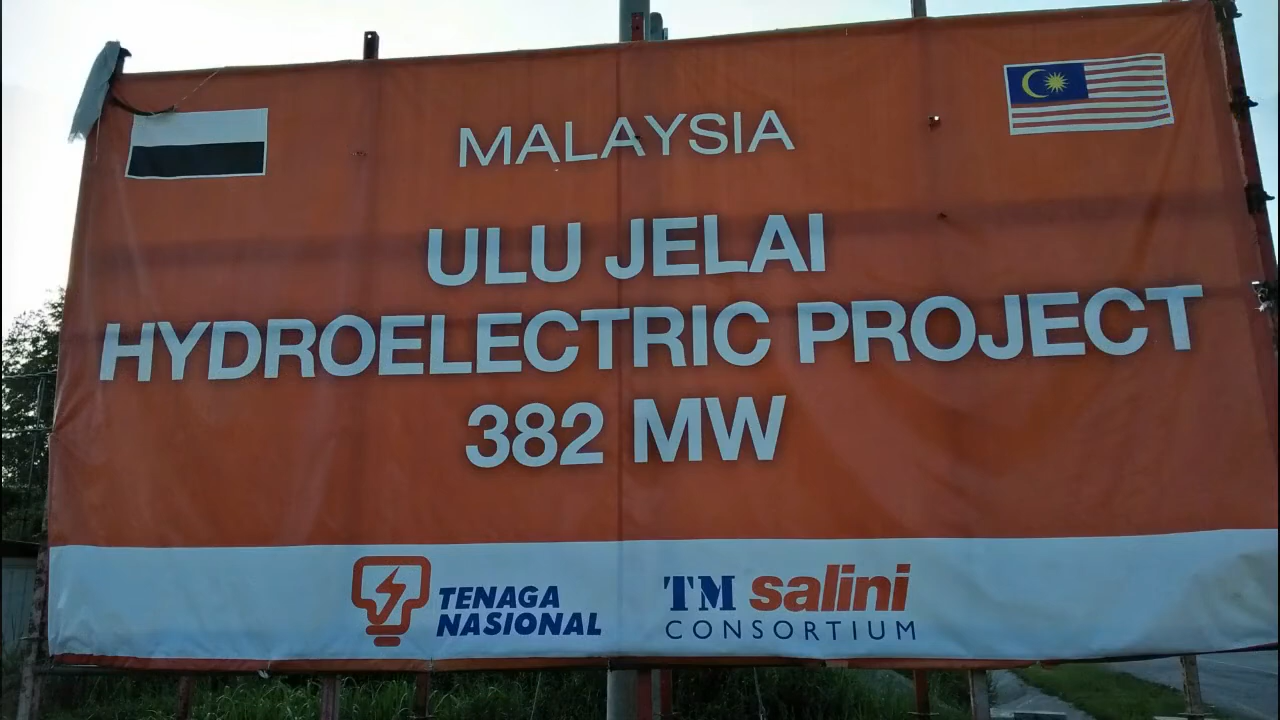 MALAYSIA
ULU JELAI
HYDROELECTRIC PROJECT
382 MW
TENAGA
NASIONAL
TM salini
CONSORTIUM